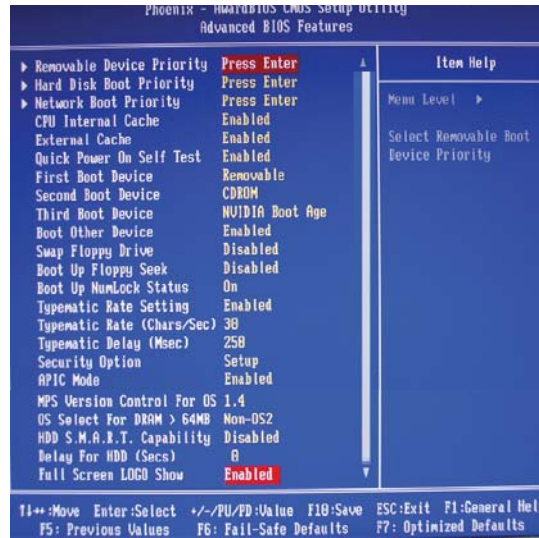 Phoenix - AwardBIOS CMOS Setup Utility
Advanced BIOS Features
Removable Device Priority Press Enter
Hard Disk Boot Priority Press Enter
Network Boot Priority Press Enter
CPU Internal Cache Enabled
External Cache Enabled
Quick Power On Self Test Enabled
First Boot Device Removable
Second Boot Device CDROM
Third Boot Device NVIDIA Boot Age
Boot Other Device Enabled
Swap Floppy Drive Disabled
Boot Up Floppy Seek Disabled
Boot Up NumLock Status On
Typematic Rate Setting Enabled
Typematic Rate (Chars/Sec) 30
Typematic Delay (Msec) 250
Security Option Setup
APIC Mode Enabled
MPS Version Control For OS 1.4
OS Select For DRAM > 64MB Non-OS2
HDD S.M.A.R.T. Capability Disabled
Delay For HDD (Secs) 0
Full Screen LOGO Show Enabled
Item Help
Menu Level
Select Removable Boot
Device Priority
↑↓→←:Move Enter:Select +/-/PU/PD:Value F10:Save ESC:Exit F1:General Hel
F5: Previous Values F6: Fail-Safe Defaults F7: Optimized Defaults